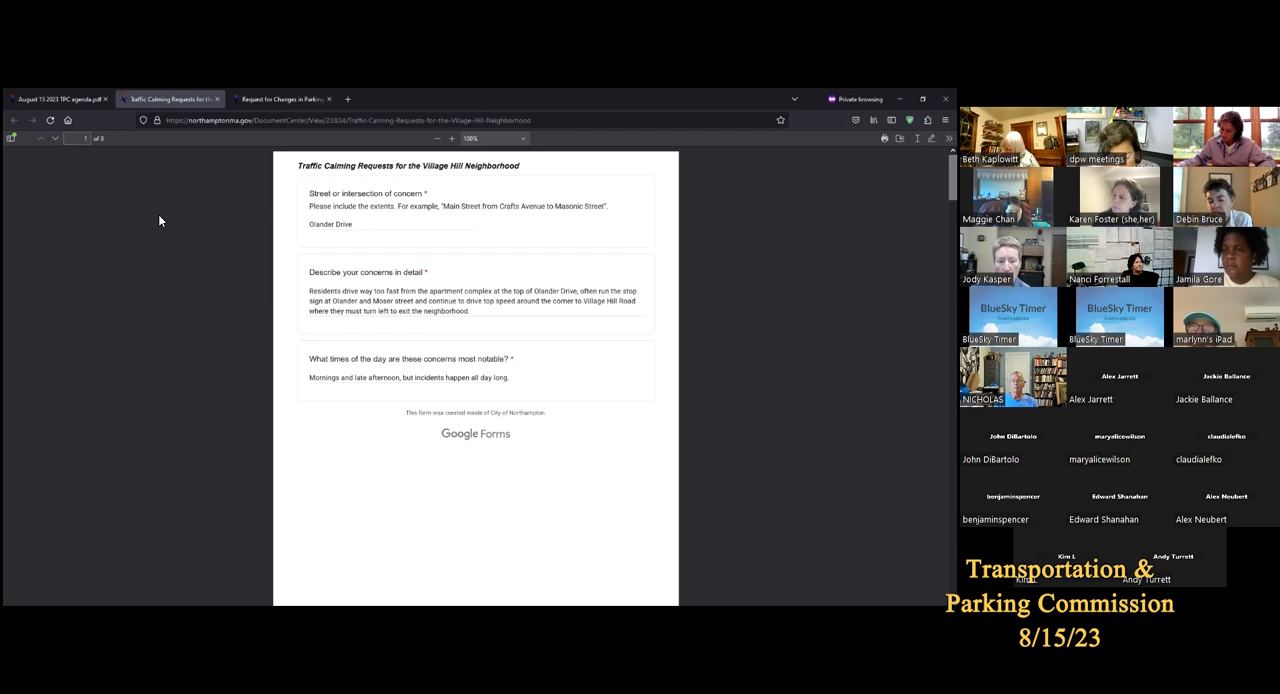 August 15 2023 TPC agenda.pdf
Traffic Calming Requests for the
Request for Changes in Parking
Private browsing
https://northamptonma.gov/DocumentCenter/View/22834/Traffic-Calming-Requests-for-the-Village-Hill-Neighborhood
1 of 8
100%
Traffic Calming Requests for the Village Hill Neighborhood
Street or intersection of concern *
Please include the extents. For example, "Main Street from Crafts Avenue to Masonic Street".
Olander Drive
Describe your concerns in detail *
Residents drive way too fast from the apartment complex at the top of Olander Drive, often run the stop
sign at Olander and Moser street and continue to drive top speed around the corner to Village Hill Road
where they must turn left to exit the neighborhood.
What times of the day are these concerns most notable? *
Mornings and late afternoon, but incidents happen all day long.
This form was created inside of City of Northampton.
Google Forms
Beth Kaplowitt
dpw meetings
Maggie Chan
Karen Foster (she,her)
Debin Bruce
Jody Kasper
Nanci Forrestall
Jamila Gore
BlueSky Timer
BlueSky Timer
BlueSky Timer
BlueSky Timer
marlynn's iPad
NICHOLAS
Alex Jarrett
Alex Jarrett
Jackie Ballance
Jackie Ballance
John DiBartolo
John DiBartolo
maryalicewilson
maryalicewilson
claudialefko
claudialefko
benjaminspencer
benjaminspencer
Edward Shanahan
Edward Shanahan
Alex Neubert
Alex Neubert
Kim L
Andy Turrett
Andy Turrett
Transportation &
Parking Commission
8/15/23